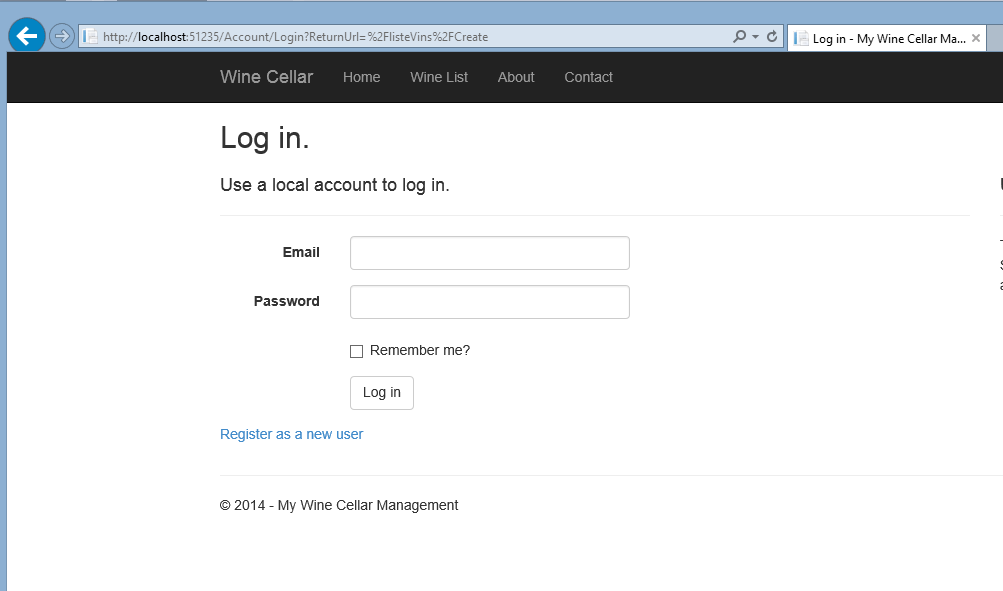 http://localhost:51235/Account/Login?ReturnUrl=%2FlisteVins%2FCreate
Log in - My Wine Cellar Ma...
Wine Cellar Home Wine List About Contact
Log in.
Use a local account to log in.
Email
Password
Remember me?
Log in
Register as a new user
© 2014 - My Wine Cellar Management